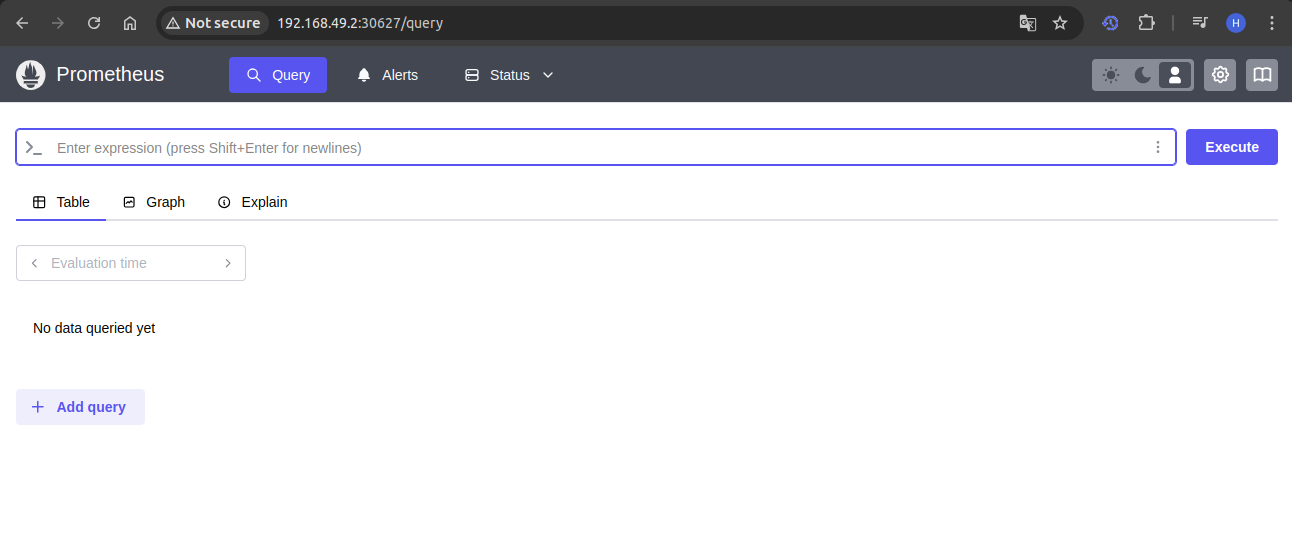 Not secure 192.168.49.2:30627/query H
Prometheus Query Alerts Status
>_ Enter expression (press Shift+Enter for newlines) Execute
Table Graph Explain
Evaluation time
No data queried yet
+ Add query